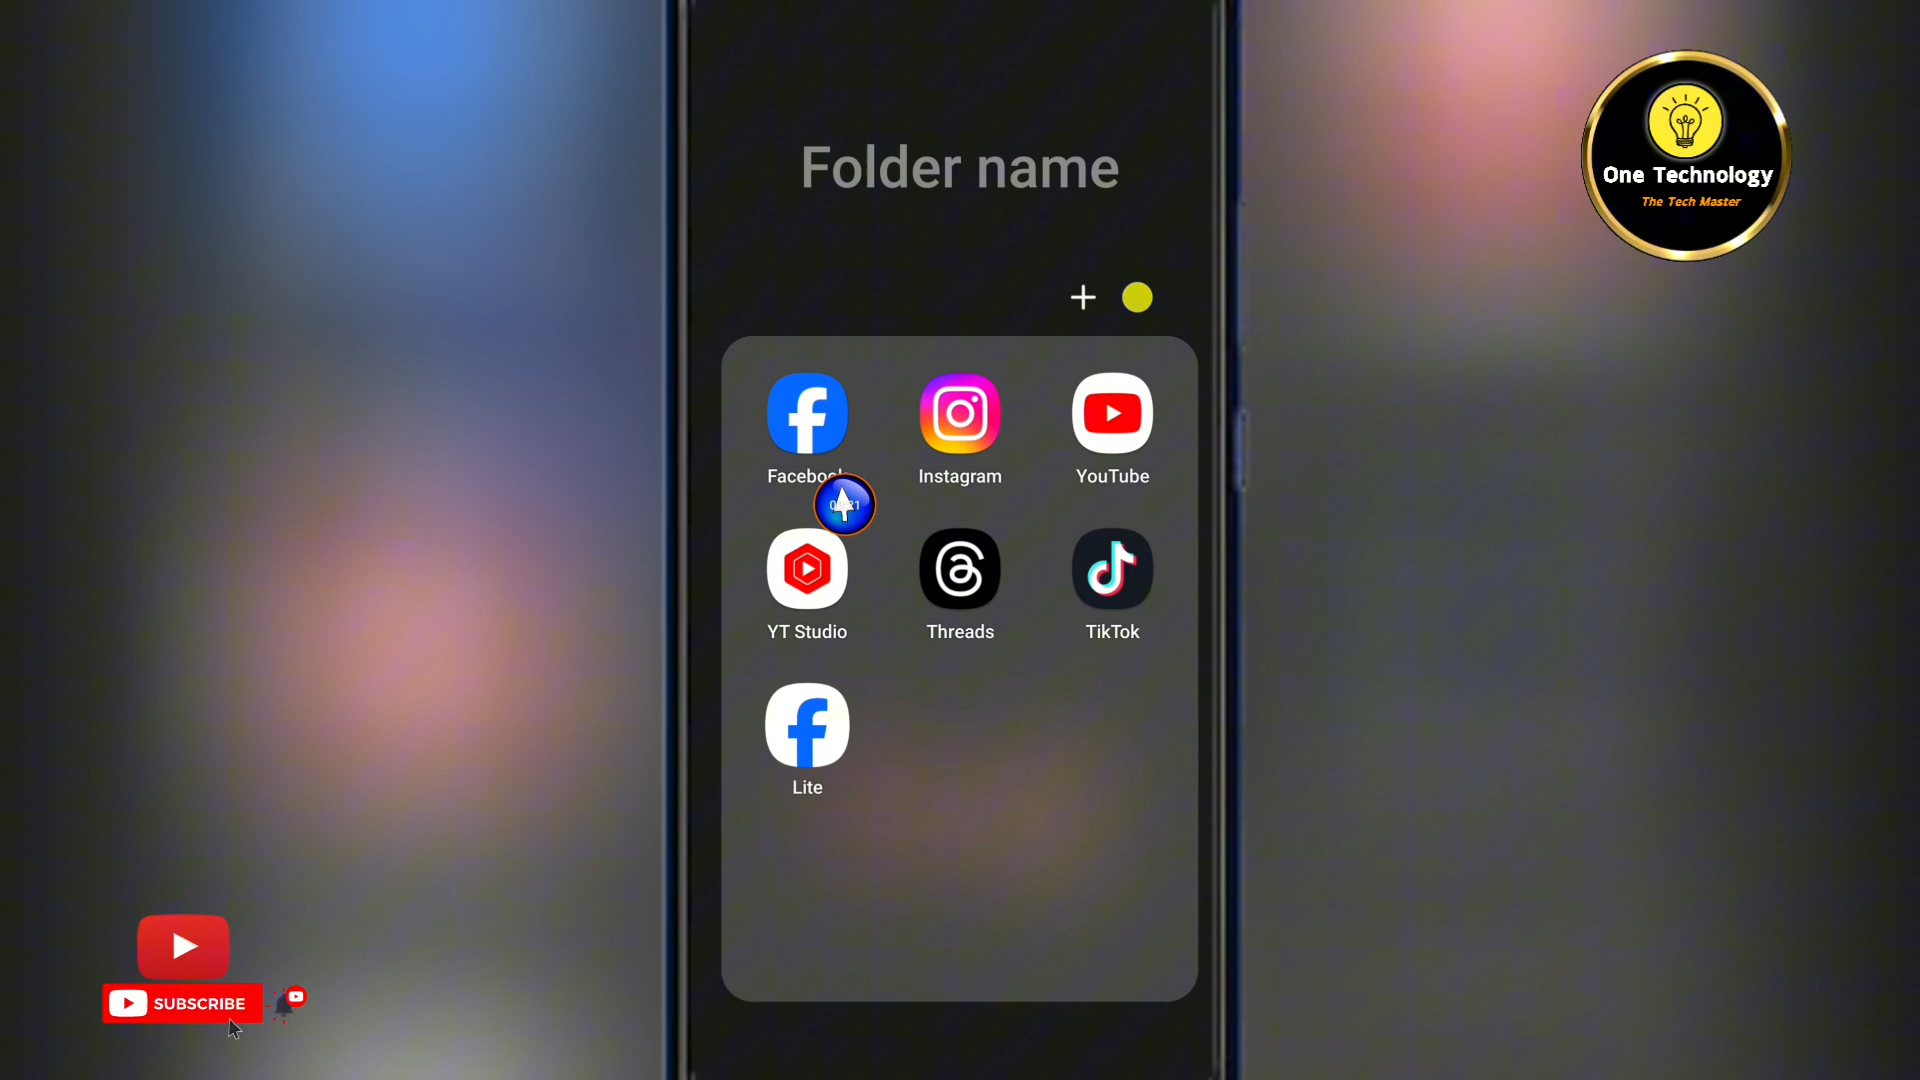 Folder name
One Technology
The Tech Master
Instagram
YouTube
YT Studio
Threads
TikTok
Lite
SUBSCRIBE